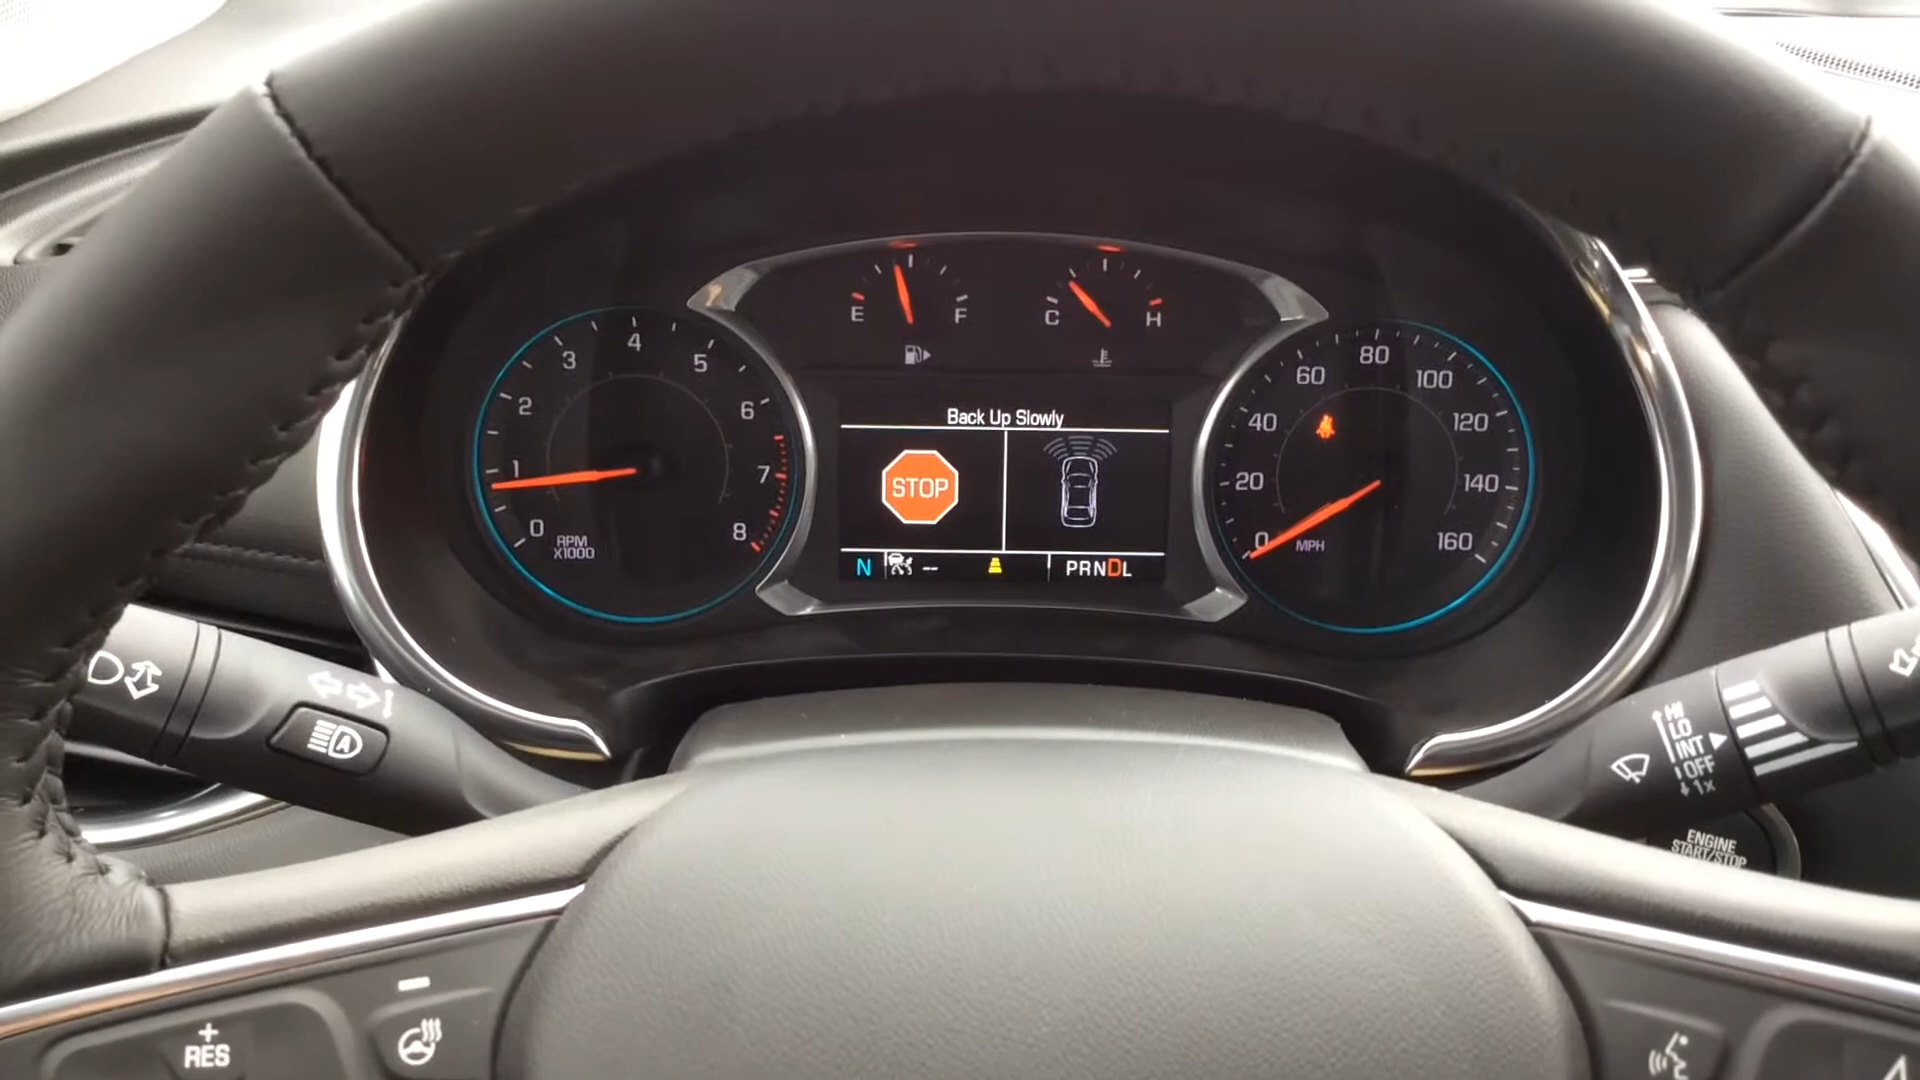 E F
C H
0 1 2 3 4 5 6 7 8
RPM
X1000
Back Up Slowly
STOP
N -- PRNDL
0 20 40 60 80 100 120 140 160
MPH
A
HI
LO
INT
OFF
1x
ENGINE
START/STOP
+
RES